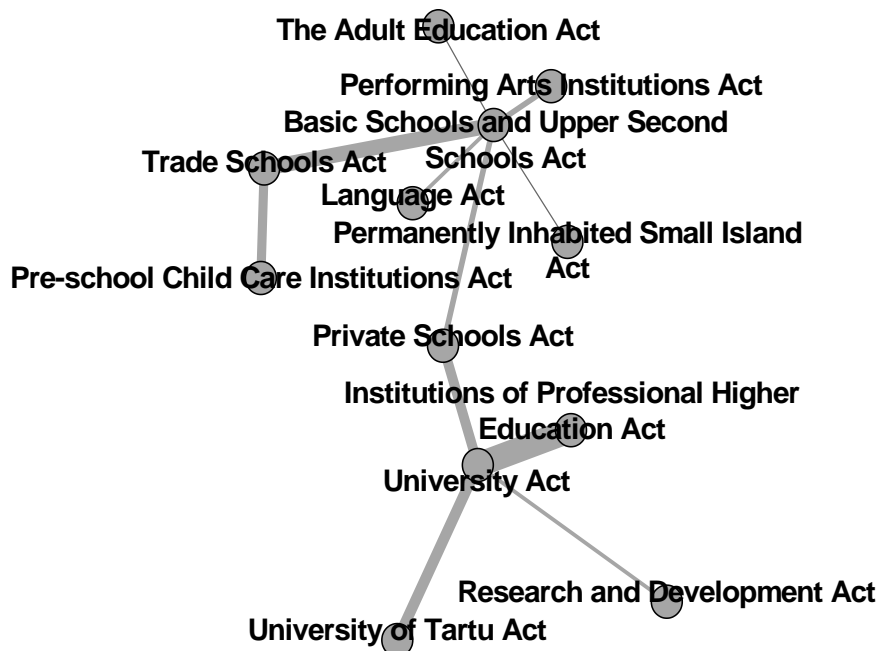 The Adult Education Act
Performing Arts Institutions Act
Basic Schools and Upper Second
Schools Act
Trade Schools Act
Language Act
Permanently Inhabited Small Island
Act
Pre-school Child Care Institutions Act
Private Schools Act
Institutions of Professional Higher
Education Act
University Act
Research and Development Act
University of Tartu Act